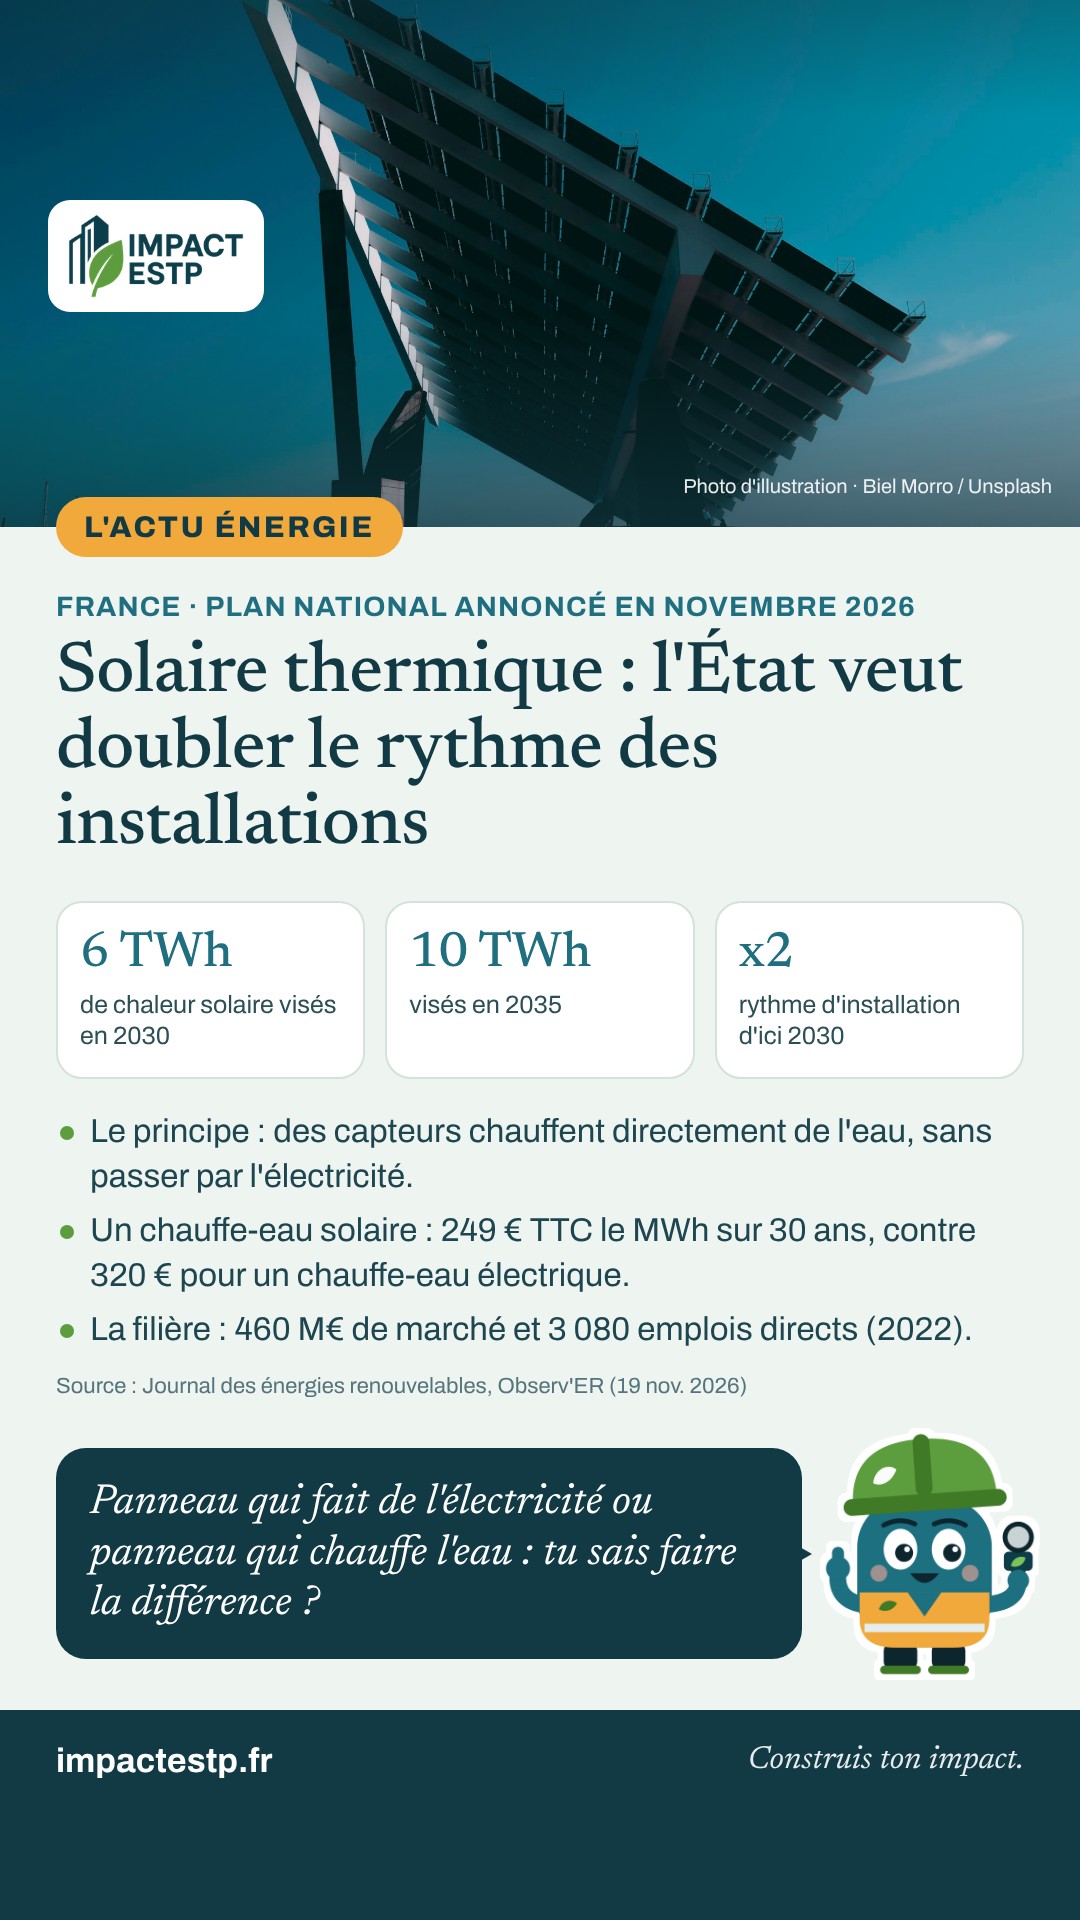 IMPACT
ESTP
Photo d'illustration · Biel Morro / Unsplash
L'ACTU ÉNERGIE
FRANCE · PLAN NATIONAL ANNONCÉ EN NOVEMBRE 2026
Solaire thermique : l'État veut
doubler le rythme des
installations
6 TWh
de chaleur solaire visés
en 2030
10 TWh
visés en 2035
x2
rythme d'installation
d'ici 2030
Le principe : des capteurs chauffent directement de l'eau, sans
passer par l'électricité.
Un chauffe-eau solaire : 249 € TTC le MWh sur 30 ans, contre
320 € pour un chauffe-eau électrique.
La filière : 460 M€ de marché et 3 080 emplois directs (2022).
Source : Journal des énergies renouvelables, Observ'ER (19 nov. 2026)
Panneau qui fait de l'électricité ou
panneau qui chauffe l'eau : tu sais faire
la différence ?
impactestp.fr
Construis ton impact.